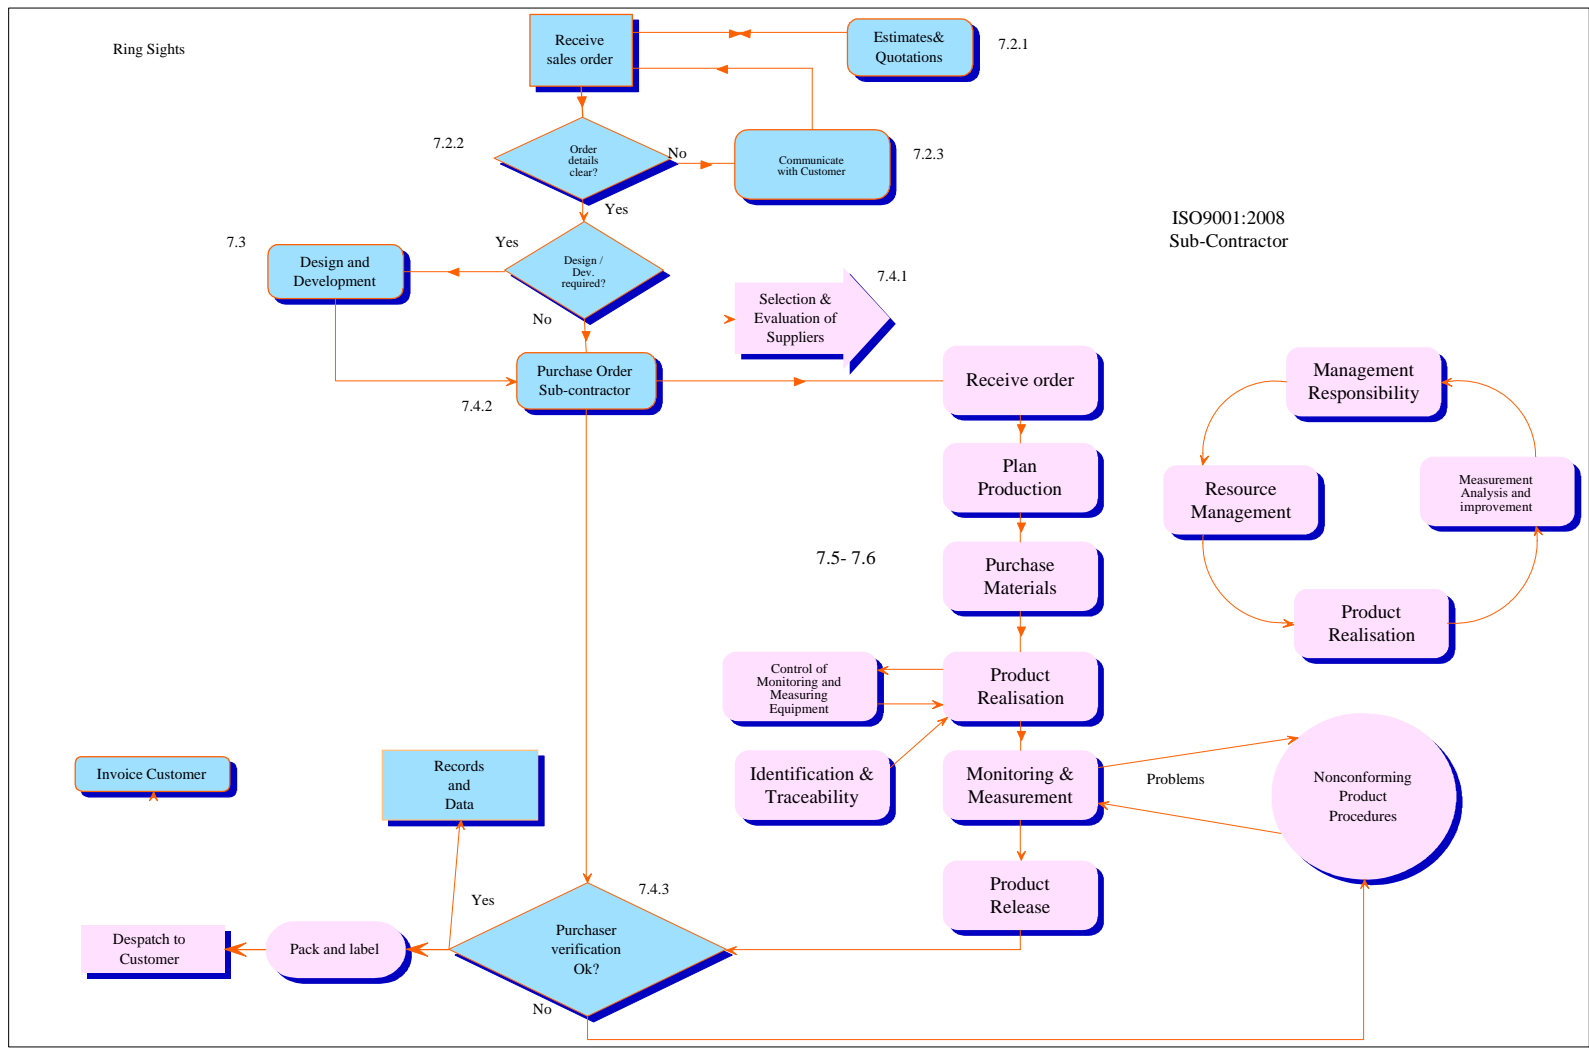 Ring Sights
Receive
sales order
Estimates&
Quotations
7.2.1
7.2.2
Order
details
clear?
No
Communicate
with Customer
7.2.3
Yes
ISO9001:2008
Sub-Contractor
7.3
Design and
Development
Yes
Design /
Dev.
required?
No
Selection &
Evaluation of
Suppliers
7.4.1
Purchase Order
Sub-contractor
7.4.2
Receive order
Plan
Production
7.5- 7.6
Purchase
Materials
Control of
Monitoring and
Measuring
Equipment
Product
Realisation
Identification &
Traceability
Monitoring &
Measurement
Problems
Nonconforming
Product
Procedures
Product
Release
Management
Responsibility
Resource
Management
Measurement
Analysis and
improvement
Product
Realisation
Invoice Customer
Records
and
Data
Yes
7.4.3
Purchaser
verification
Ok?
No
Pack and label
Despatch to
Customer